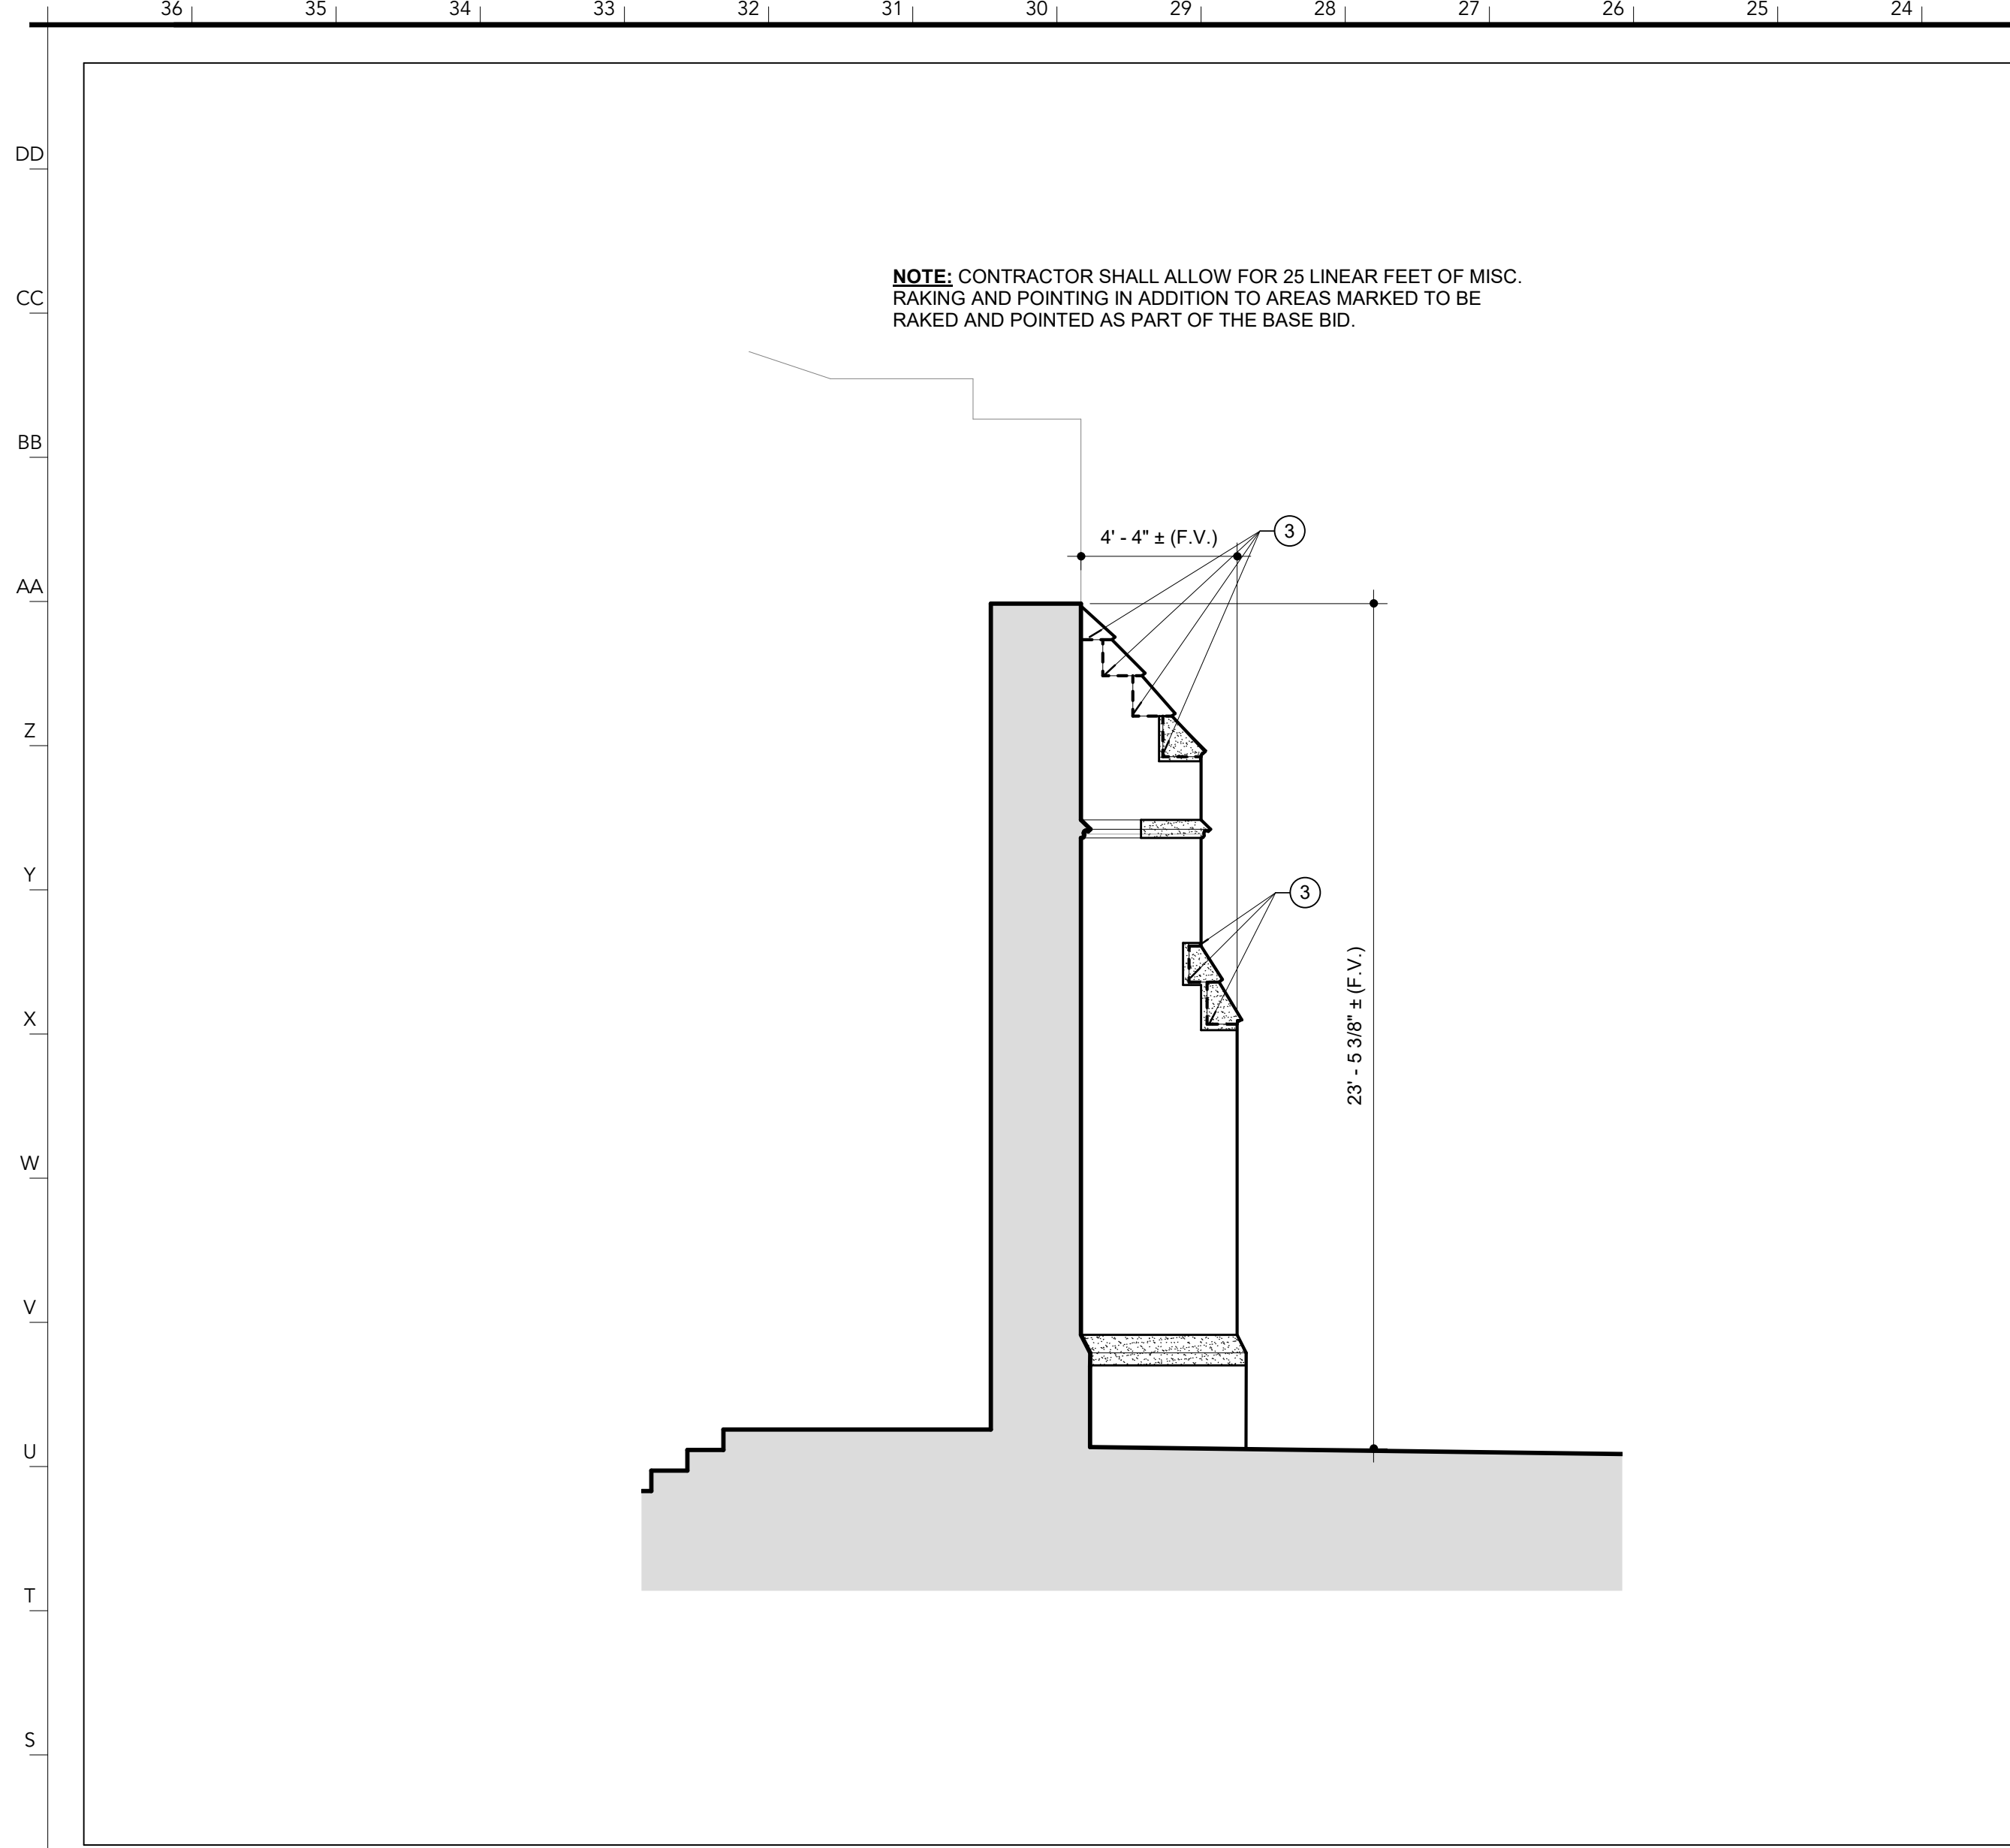 36 35 34 33 32 31 30 29 28 27 26 25 24
DD
NOTE: CONTRACTOR SHALL ALLOW FOR 25 LINEAR FEET OF MISC.
CC
RAKING AND POINTING IN ADDITION TO AREAS MARKED TO BE
RAKED AND POINTED AS PART OF THE BASE BID.
BB
3
4' - 4" ± (F.V.)
AA
Z
Y
3
23' - 5 3/8" ± (F.V.)
X
W
V
U
T
S